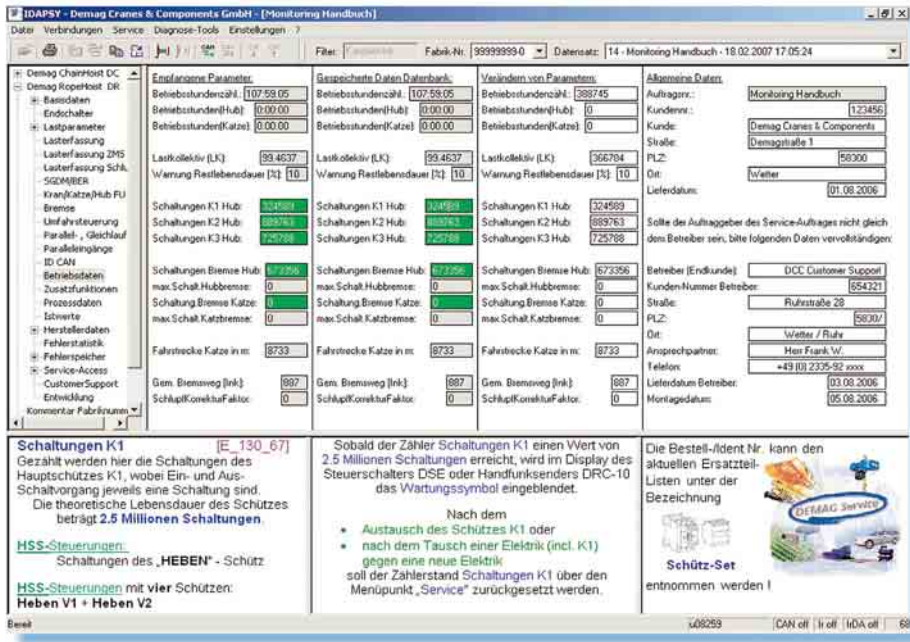 IDAPSY - Demag Cranes & Components GmbH - [Monitoring Handbuch]
Datei Verbindungen Service Diagnose-Tools Einstellungen ?
Filter: Fabrik-Nr. 99999999-0 Datensatz: 14 - Monitoring Handbuch - 18.02.2007 17:05:24
Demag ChainHoist DC
Demag RopeHoist DR
Basisdaten
Endschalter
Lastparameter
Lasterfassung
Lasterfassung ZMS
Lasterfassung Schlu
SGDM/BER
Kran/Katze/Hub FU
Bremse
Umfahrsteuerung
Parallel- , Gleichlauf
Paralleleingänge
ID CAN
Betriebsdaten
Zusatzfunktionen
Prozessdaten
Istwerte
Herstellerdaten
Fehlerstatistik
Fehlerspeicher
Service-Access
CustomerSupport
Entwicklung
Kommentar Fabriknumm
Empfangene Parameter:
Betriebsstundenzähl.: 107:59:05
Betriebsstunden(Hub): 0:00:00
Betriebsstunden(Katze): 0:00:00
Lastkollektiv (LK): 99.4637
Warnung Restlebensdauer [%]: 10
Schaltungen K1 Hub: 324589
Schaltungen K2 Hub: 889763
Schaltungen K3 Hub: 725788
Schaltungen Bremse Hub: 673356
max.Schalt.Hubbremse: 0
Schaltung.Bremse Katze: 0
max.Schalt.Katzbremse: 0
Fahrstrecke Katze in m: 8733
Gem. Bremsweg [Ink]: 887
SchlupfKorrekturFaktor: 0
Gespeicherte Daten Datenbank:
Betriebsstundenzähl.: 107:59:05
Betriebsstunden(Hub): 0:00:00
Betriebsstunden(Katze): 0:00:00
Lastkollektiv (LK): 99.4637
Warnung Restlebensdauer [%]: 10
Schaltungen K1 Hub: 324589
Schaltungen K2 Hub: 889763
Schaltungen K3 Hub: 725788
Schaltungen Bremse Hub: 673356
max.Schalt.Hubbremse: 0
Schaltung.Bremse Katze: 0
max.Schalt.Katzbremse: 0
Fahrstrecke Katze in m: 8733
Gem. Bremsweg [Ink]: 887
SchlupfKorrekturFaktor: 0
Verändern von Parametern:
Betriebsstundenzähl.: 388745
Betriebsstunden(Hub): 0
Betriebsstunden(Katze): 0
Lastkollektiv (LK): 366784
Warnung Restlebensdauer [%]: 10
Schaltungen K1 Hub: 324589
Schaltungen K2 Hub: 889763
Schaltungen K3 Hub: 725788
Schaltungen Bremse Hub: 673356
max.Schalt.Hubbremse: 0
Schaltung.Bremse Katze: 0
max.Schalt.Katzbremse: 0
Fahrstrecke Katze in m: 8733
Gem. Bremsweg [Ink]: 887
SchlupfKorrekturFaktor: 0
Allgemeine Daten:
Auftragsnr.: Monitoring Handbuch
Kundennr.: 123456
Kunde: Demag Cranes & Components
Straße: Demagstraße 1
PLZ: 58300
Ort: Wetter
Lieferdatum: 01.08.2006
Sollte der Auftraggeber des Service-Auftrages nicht gleich
dem Betreiber sein, bitte folgenden Daten vervollständigen:
Betreiber (Endkunde): DCC Customer Support
Kunden-Nummer Betreiber: 654321
Straße: Ruhrstraße 28
PLZ: 5830/
Ort: Wetter / Ruhr
Ansprechpartner: Herr Frank W.
Telefon: +49 (0) 2335-92 xxxx
Lieferdatum Betreiber: 03.08.2006
Montagedatum: 05.08.2006
Schaltungen K1 [E_130_67]
Gezählt werden hier die Schaltungen des
Hauptschützes K1, wobei Ein- und Aus-
Schaltvorgang jeweils eine Schaltung sind.
Die theoretische Lebensdauer des Schützes
beträgt 2.5 Millionen Schaltungen.
HSS-Steuerungen:
Schaltungen des „HEBEN" - Schütz
HSS-Steuerungen mit vier Schützen:
Heben V1 + Heben V2
Sobald der Zähler Schaltungen K1 einen Wert von
2.5 Millionen Schaltungen erreicht, wird im Display des
Steuerschalters DSE oder Handfunksenders DRC-10
das Wartungssymbol eingeblendet.
Nach dem
• Austausch des Schützes K1 oder
• nach dem Tausch einer Elektrik (incl. K1)
gegen eine neue Elektrik
soll der Zählerstand Schaltungen K1 über den
Menüpunkt „Service" zurückgesetzt werden.
Die Bestell-/Ident Nr. kann den
aktuellen Ersatzteil-
Listen unter der
Bezeichnung
DEMAG Service
Schütz-Set
entnommen werden !
Bereit u08259 CAN off Ir off IrDA off 68